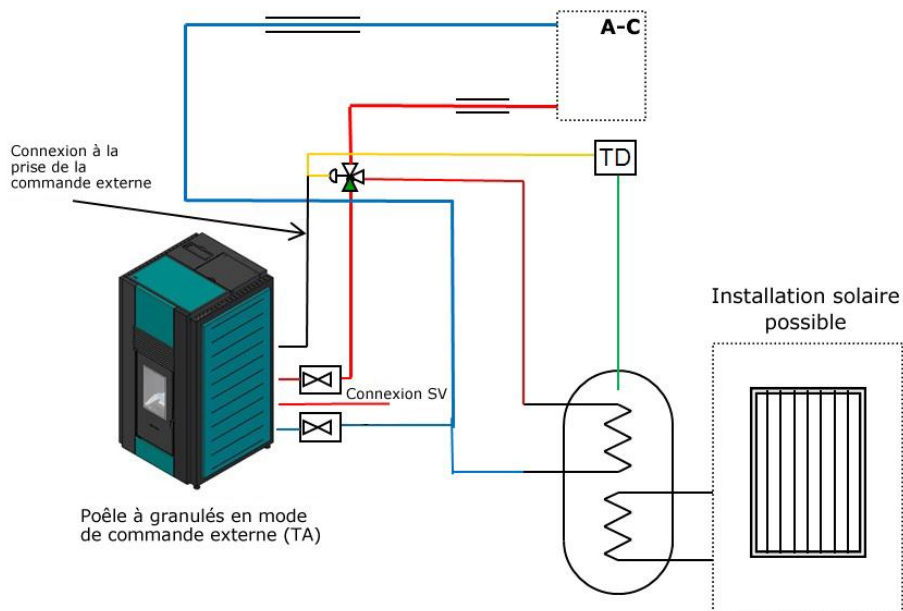 A-C
Connexion à la
prise de la
commande externe
TD
Installation solaire
possible
Connexion SV
Poêle à granulés en mode
de commande externe (TA)